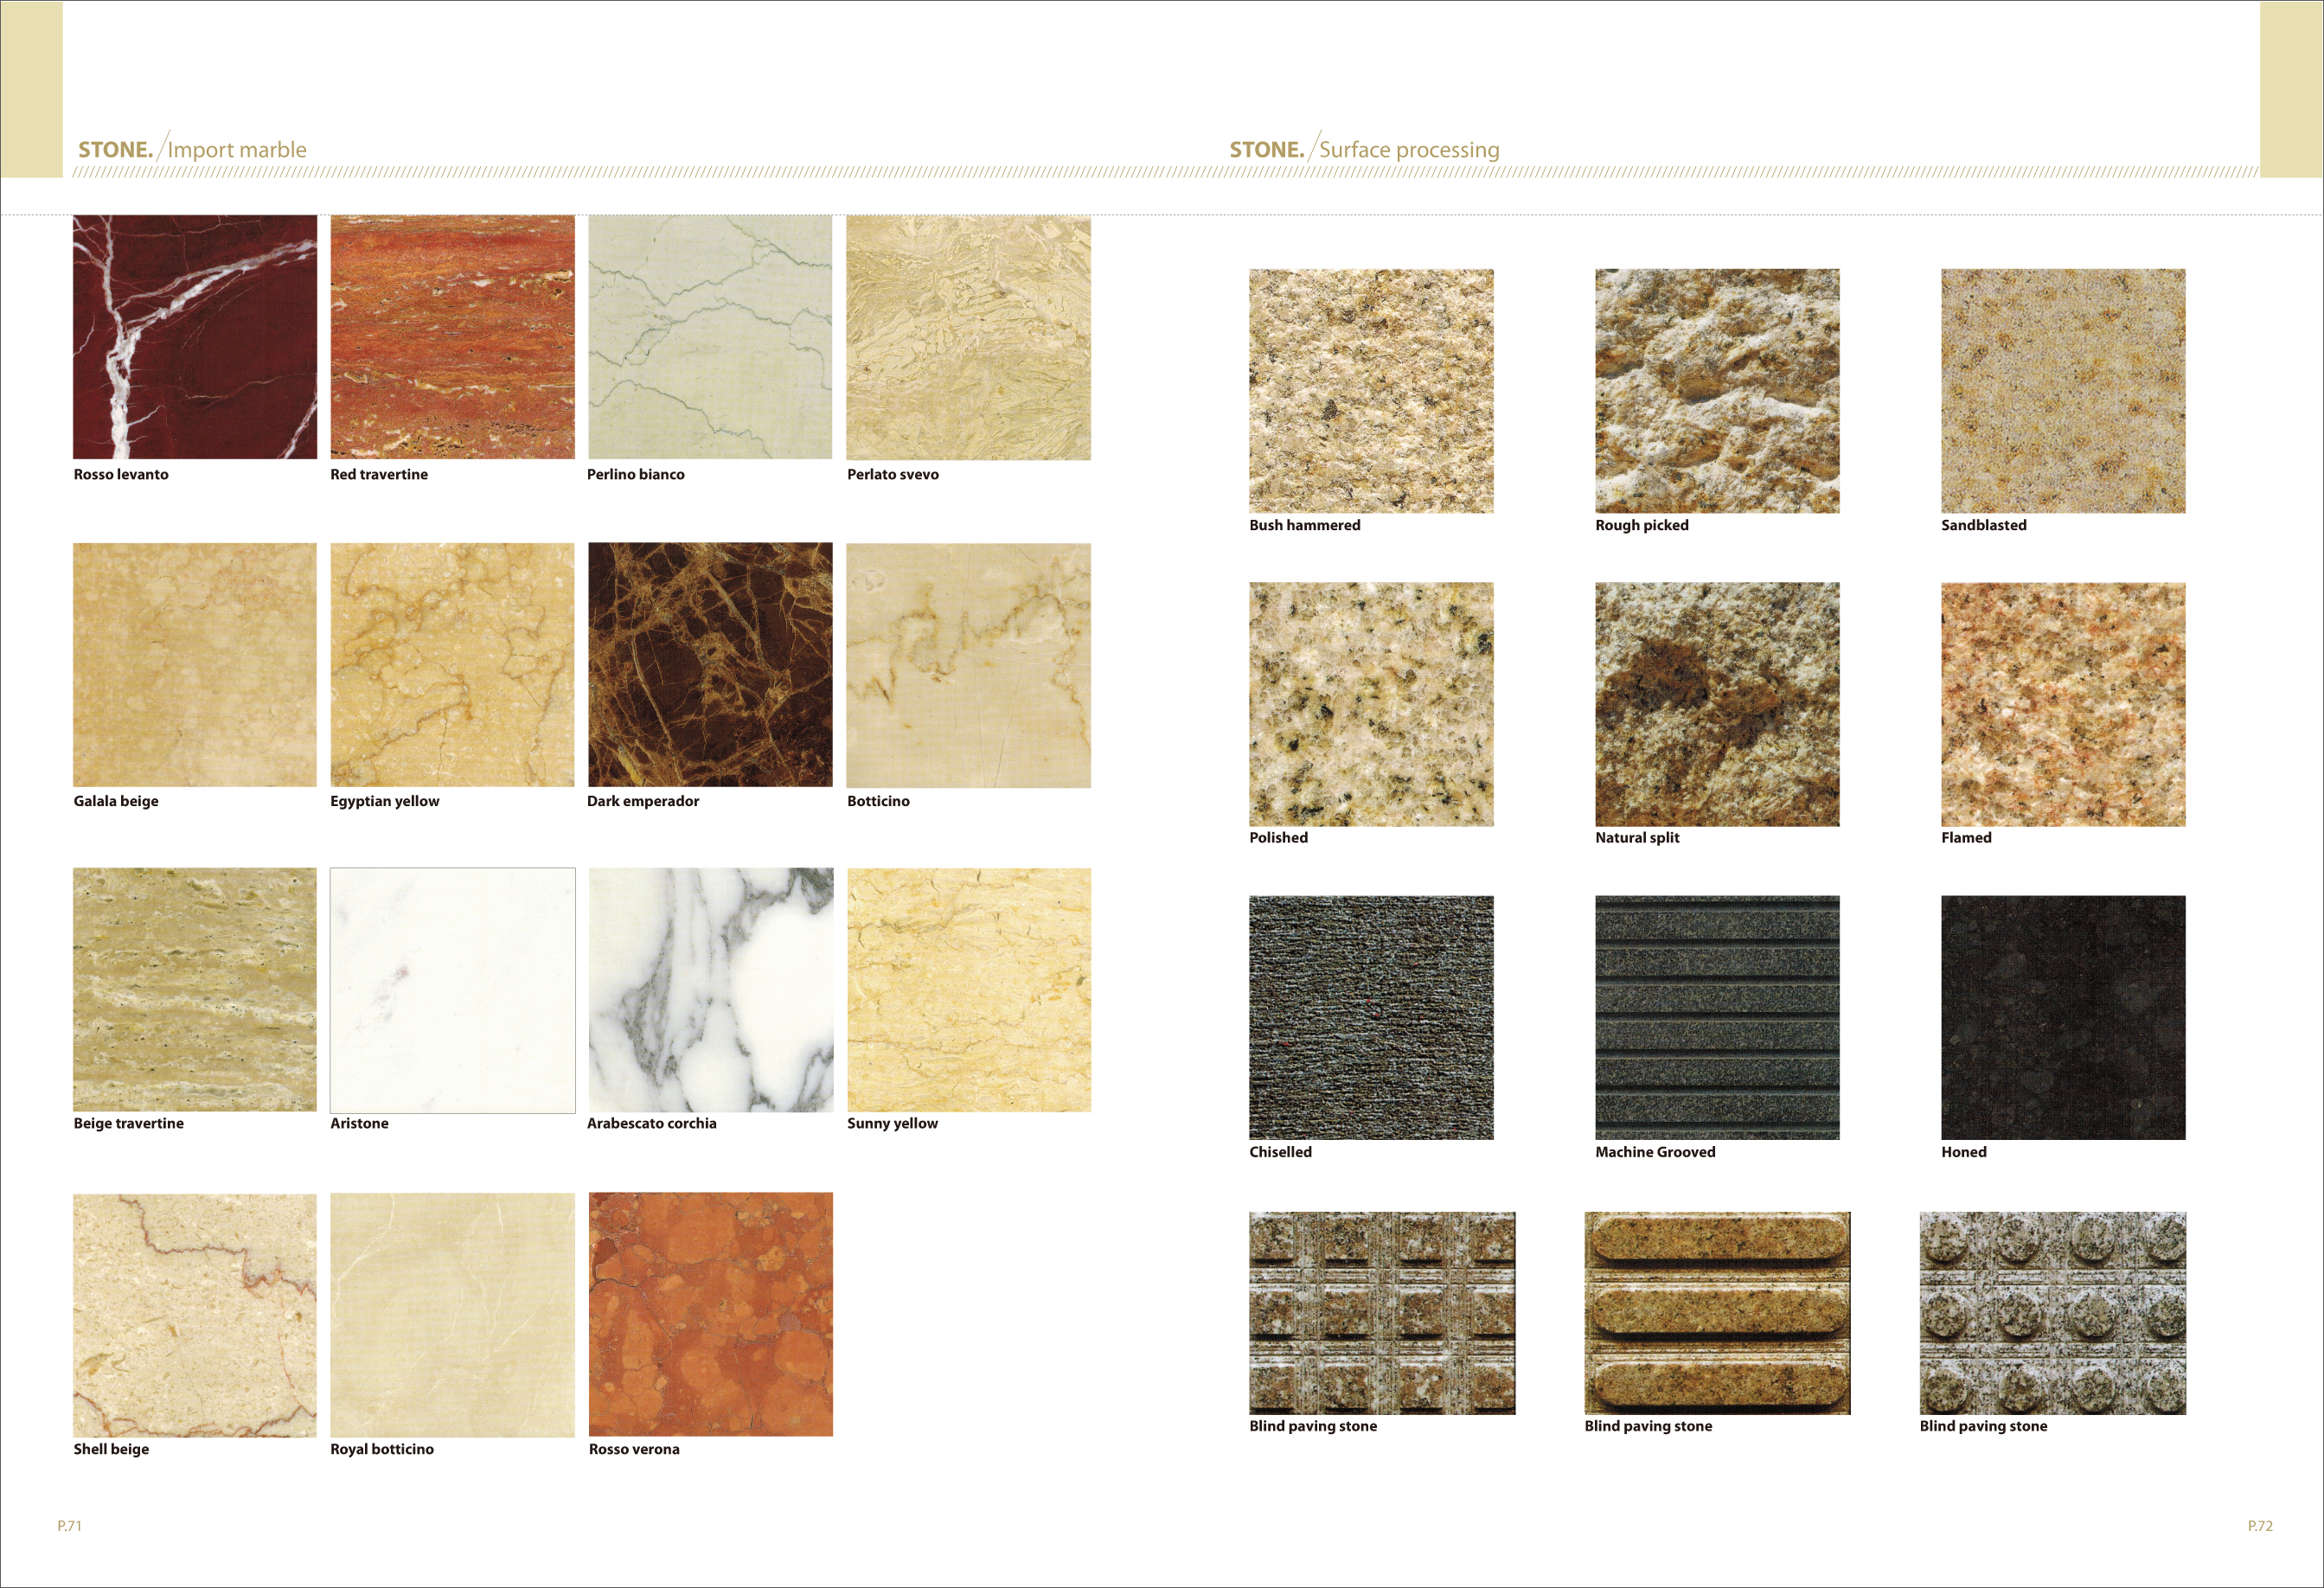 STONE. / Import marble
Rosso levanto
Red travertine
Perlino bianco
Perlato svevo
Galala beige
Egyptian yellow
Dark emperador
Botticino
Beige travertine
Aristone
Arabescato corchia
Sunny yellow
Shell beige
Royal botticino
Rosso verona
P.71
STONE. / Surface processing
Bush hammered
Rough picked
Sandblasted
Polished
Natural split
Flamed
Chiselled
Machine Grooved
Honed
Blind paving stone
Blind paving stone
Blind paving stone
P.72